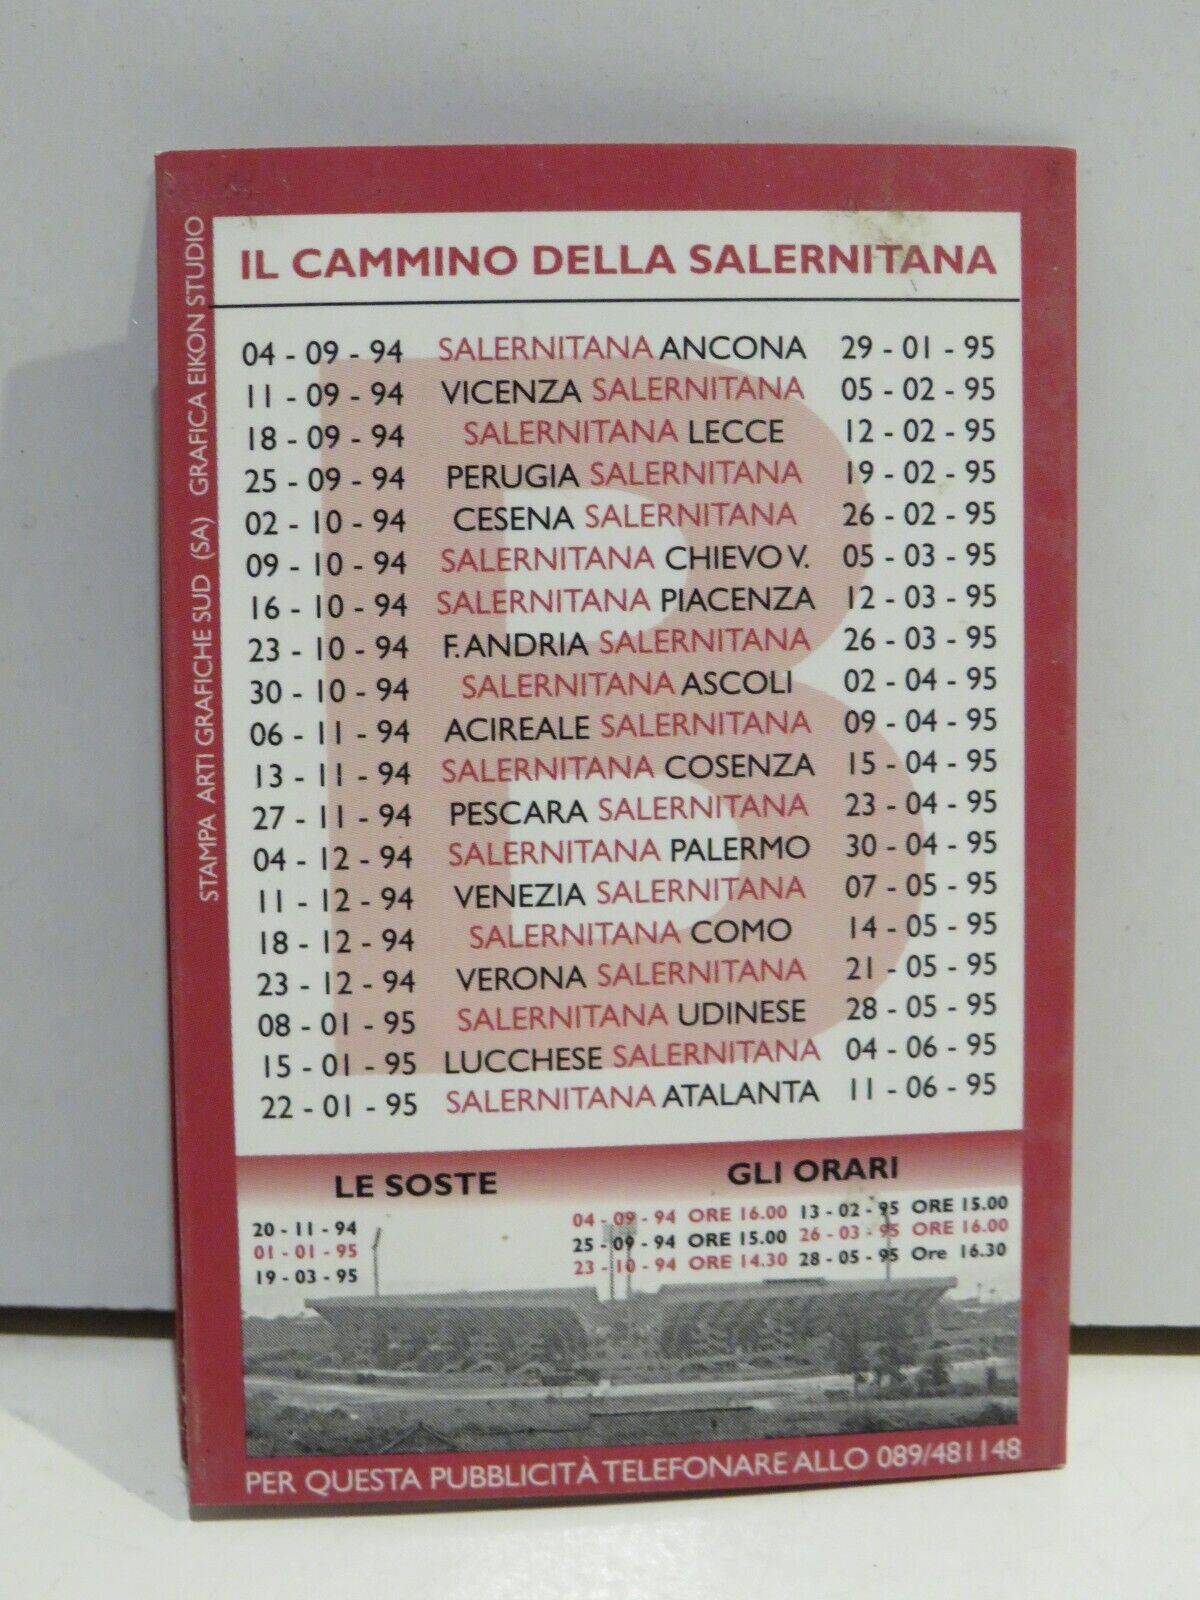 IL CAMMINO DELLA SALERNITANA
04 - 09 - 94 SALERNITANA ANCONA 29 - 01 - 95
11 - 09 - 94 VICENZA SALERNITANA 05 - 02 - 95
18 - 09 - 94 SALERNITANA LECCE 12 - 02 - 95
25 - 09 - 94 PERUGIA SALERNITANA 19 - 02 - 95
02 - 10 - 94 CESENA SALERNITANA 26 - 02 - 95
09 - 10 - 94 SALERNITANA CHIEVO V. 05 - 03 - 95
16 - 10 - 94 SALERNITANA PIACENZA 12 - 03 - 95
23 - 10 - 94 F. ANDRIA SALERNITANA 26 - 03 - 95
30 - 10 - 94 SALERNITANA ASCOLI 02 - 04 - 95
06 - 11 - 94 ACIREALE SALERNITANA 09 - 04 - 95
13 - 11 - 94 SALERNITANA COSENZA 15 - 04 - 95
27 - 11 - 94 PESCARA SALERNITANA 23 - 04 - 95
04 - 12 - 94 SALERNITANA PALERMO 30 - 04 - 95
11 - 12 - 94 VENEZIA SALERNITANA 07 - 05 - 95
18 - 12 - 94 SALERNITANA COMO 14 - 05 - 95
23 - 12 - 94 VERONA SALERNITANA 21 - 05 - 95
08 - 01 - 95 SALERNITANA UDINESE 28 - 05 - 95
15 - 01 - 95 LUCCHESE SALERNITANA 04 - 06 - 95
22 - 01 - 95 SALERNITANA ATALANTA 11 - 06 - 95
B
LE SOSTE
20 - 11 - 94
01 - 01 - 95
19 - 03 - 95
GLI ORARI
04 - 09 - 94 ORE 16.00 13 - 02 - 95 ORE 15.00
25 - 09 - 94 ORE 15.00 26 - 03 - 95 ORE 16.00
23 - 10 - 94 ORE 14.30 28 - 05 - 95 Ore 16.30
PER QUESTA PUBBLICITÀ TELEFONARE ALLO 089/481148
STAMPA ARTI GRAFICHE SUD (SA) GRAFICA EIKON STUDIO